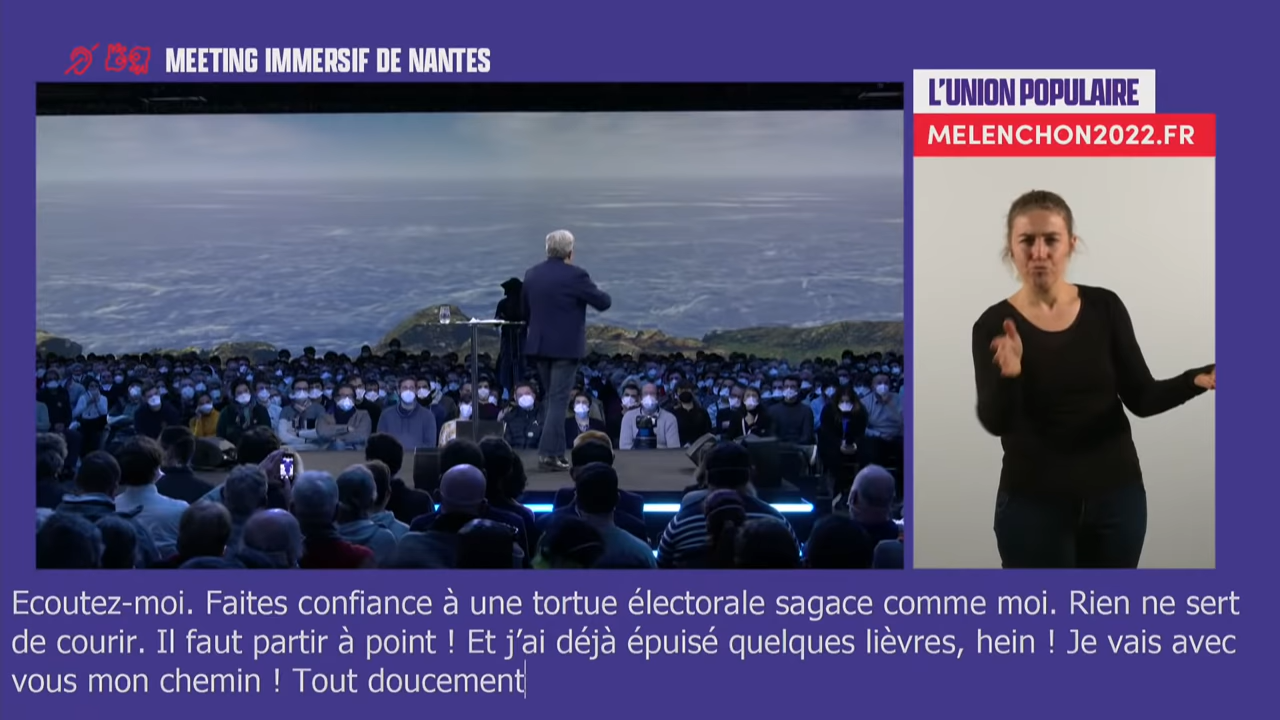 MEETING IMMERSIF DE NANTES
L'UNION POPULAIRE
MELENCHON2022.FR
Ecoutez-moi. Faites confiance à une tortue électorale sagace comme moi. Rien ne sert
de courir. Il faut partir à point ! Et j'ai déjà épuisé quelques lièvres, hein ! Je vais avec
vous mon chemin ! Tout doucement